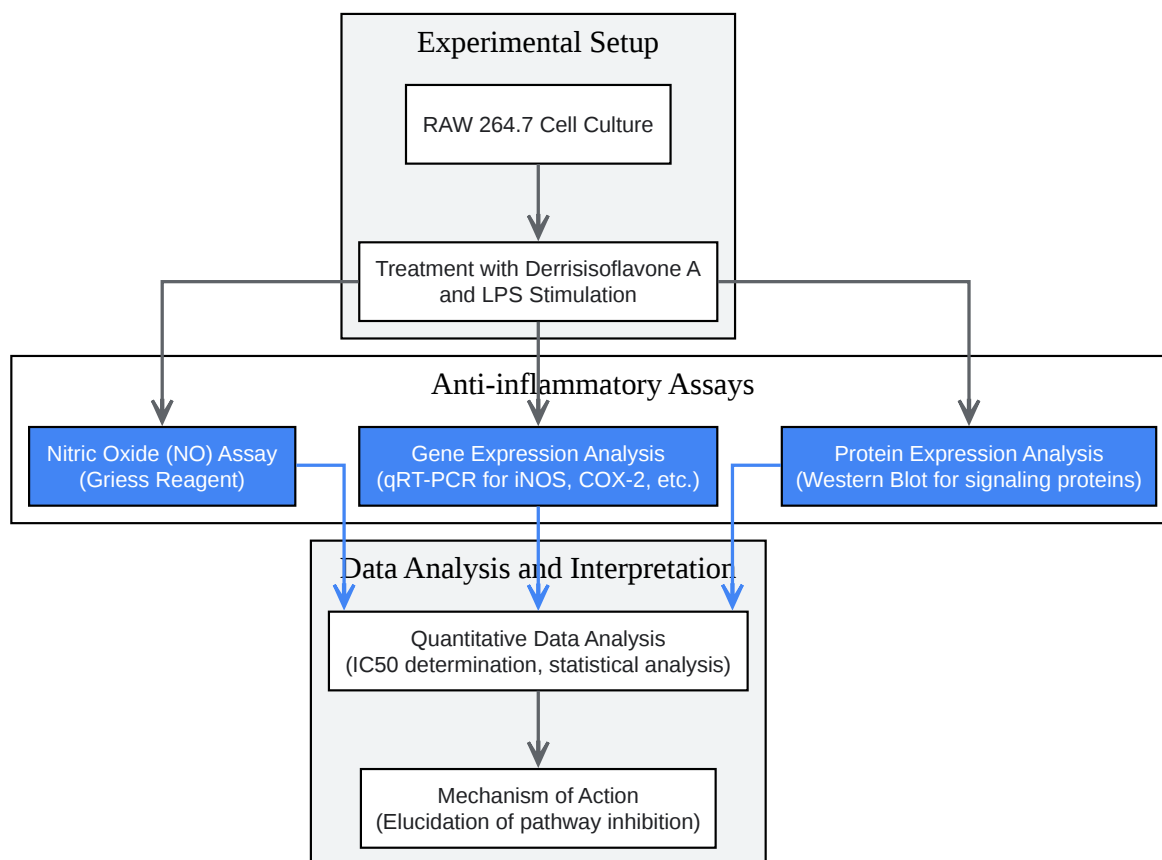 Experimental Setup
RAW 264.7 Cell Culture
Treatment with Derrisisoflavone A
and LPS Stimulation
Anti-inflammatory Assays
Nitric Oxide (NO) Assay
(Griess Reagent)
Gene Expression Analysis
(qRT-PCR for iNOS, COX-2, etc.)
Protein Expression Analysis
(Western Blot for signaling proteins)
Data Analysis and Interpretation
Quantitative Data Analysis
(IC50 determination, statistical analysis)
Mechanism of Action
(Elucidation of pathway inhibition)